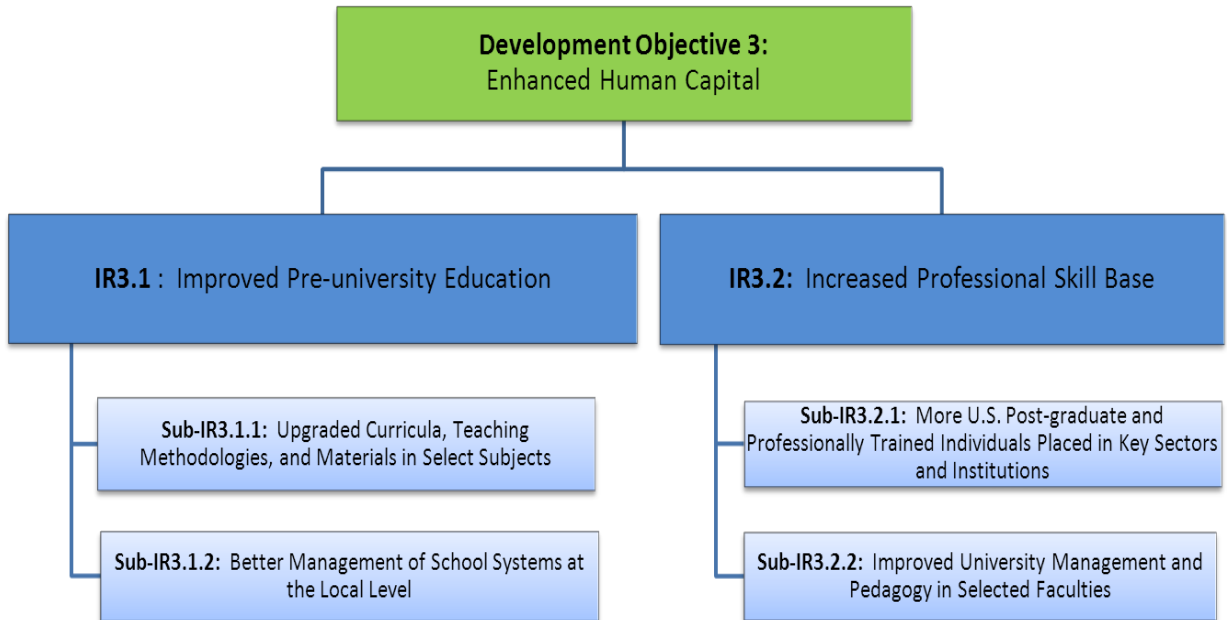 Development Objective 3:
Enhanced Human Capital
IR3.1 : Improved Pre-university Education
IR3.2: Increased Professional Skill Base
Sub-IR3.1.1: Upgraded Curricula, Teaching
Methodologies, and Materials in Select Subjects
Sub-IR3.2.1: More U.S. Post-graduate and
Professionally Trained Individuals Placed in Key Sectors
and Institutions
Sub-IR3.1.2: Better Management of School Systems at
the Local Level
Sub-IR3.2.2: Improved University Management and
Pedagogy in Selected Faculties